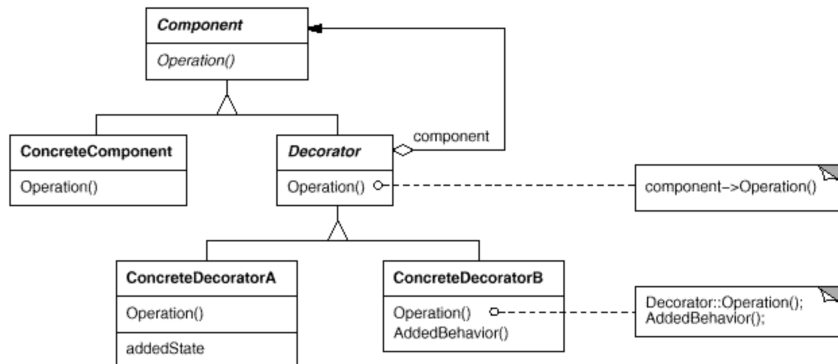 Component
Operation()
component
ConcreteComponent
Operation()
Decorator
Operation()
component->Operation()
ConcreteDecoratorA
Operation()
addedState
ConcreteDecoratorB
Operation()
AddedBehavior()
Decorator::Operation();
AddedBehavior();